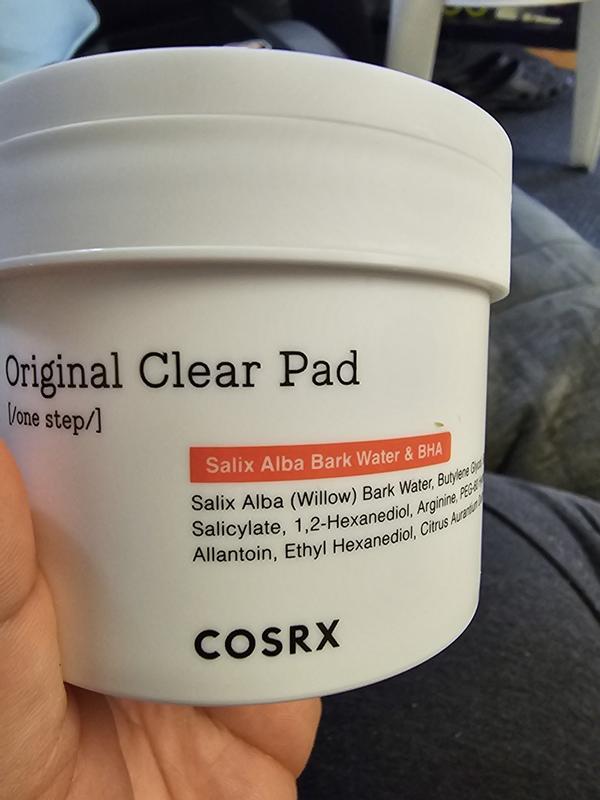 Original Clear Pad
[/one step/]
Salix Alba Bark Water & BHA
Salix Alba (Willow) Bark Water, Butylene
Salicylate, 1,2-Hexanediol, Arginine,
Allantoin, Ethyl Hexanediol, Citrus Aurantium
COSRX